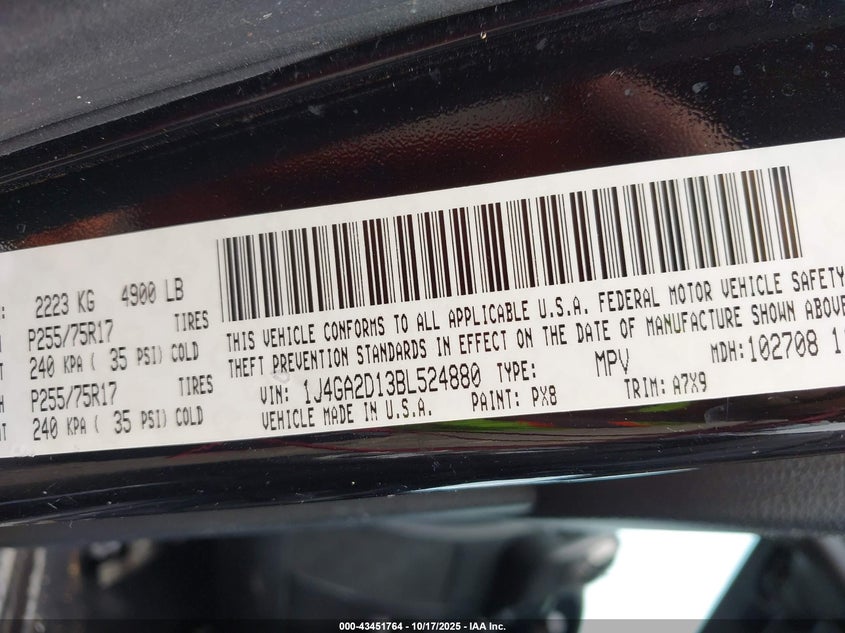 2223 KG 4900 LB
P255/75R17 TIRES
240 KPA ( 35 PSI) COLD
P255/75R17 TIRES
240 KPA ( 35 PSI) COLD
THIS VEHICLE CONFORMS TO ALL APPLICABLE U.S.A. FEDERAL MOTOR VEHICLE SAFETY
THEFT PREVENTION STANDARDS IN EFFECT ON THE DATE OF MANUFACTURE SHOWN ABOVE
VIN: 1J4GA2D13BL524880 TYPE: MPV MDH: 102708 1
VEHICLE MADE IN U.S.A. PAINT: PX8 TRIM: A7X9
000-43451764 - 10/17/2025 - IAA Inc.